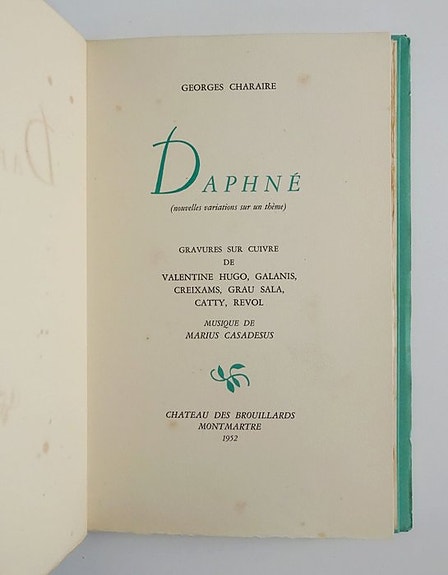 GEORGES CHARAIRE
DAPHNÉ
(nouvelles variations sur un thème)
GRAVURES SUR CUIVRE
DE
VALENTINE HUGO, GALANIS,
CREIXAMS, GRAU SALA,
CATTY, REVOL
MUSIQUE DE
MARIUS CASADESUS
CHATEAU DES BROUILLARDS
MONTMARTRE
1952